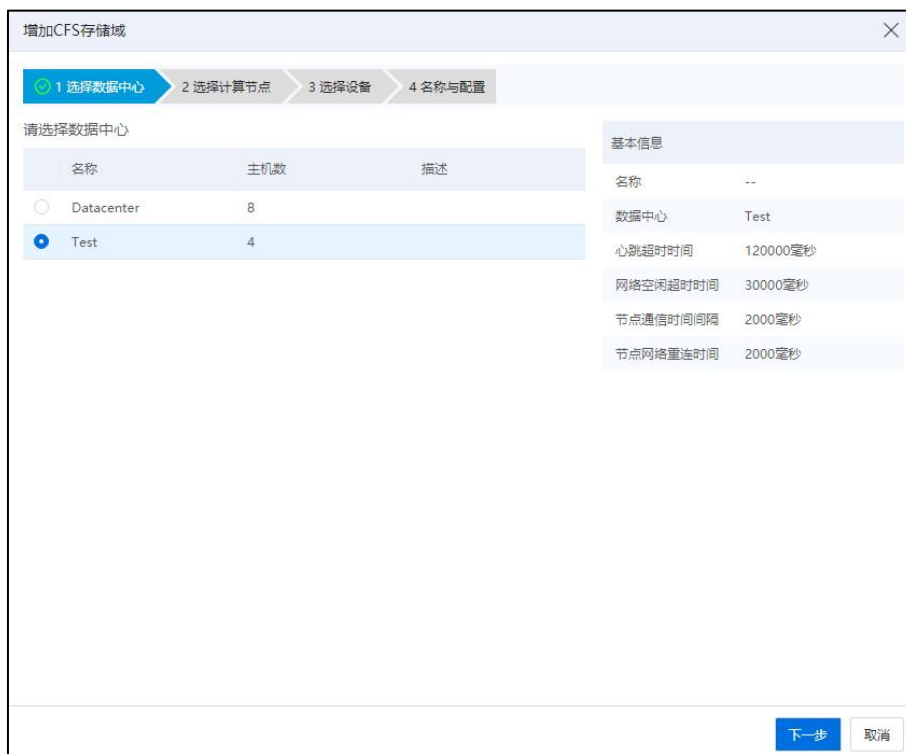 增加CFS存储域
1 选择数据中心 2 选择计算节点 3 选择设备 4 名称与配置
请选择数据中心
名称 主机数 描述
Datacenter 8
Test 4
基本信息
名称 --
数据中心 Test
心跳超时时间 120000毫秒
网络空闲超时时间 30000毫秒
节点通信时间间隔 2000毫秒
节点网络重连时间 2000毫秒
下一步 取消